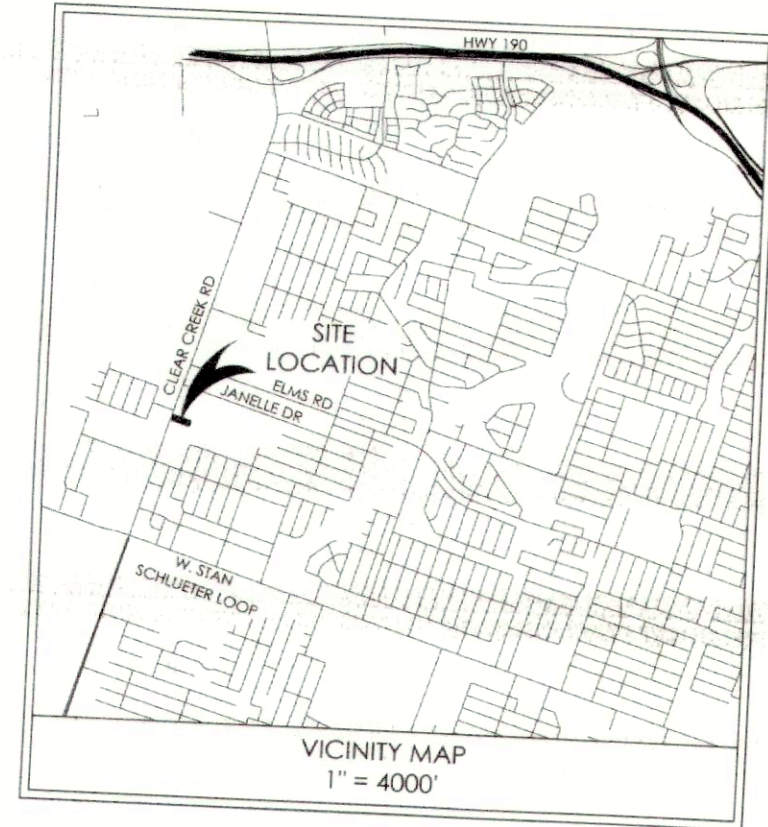 HWY 190
CLEAR CREEK RD
SITE
LOCATION
ELMS RD
JANELLE DR
W. STAN
SCHLUETER LOOP
VICINITY MAP
1" = 4000'